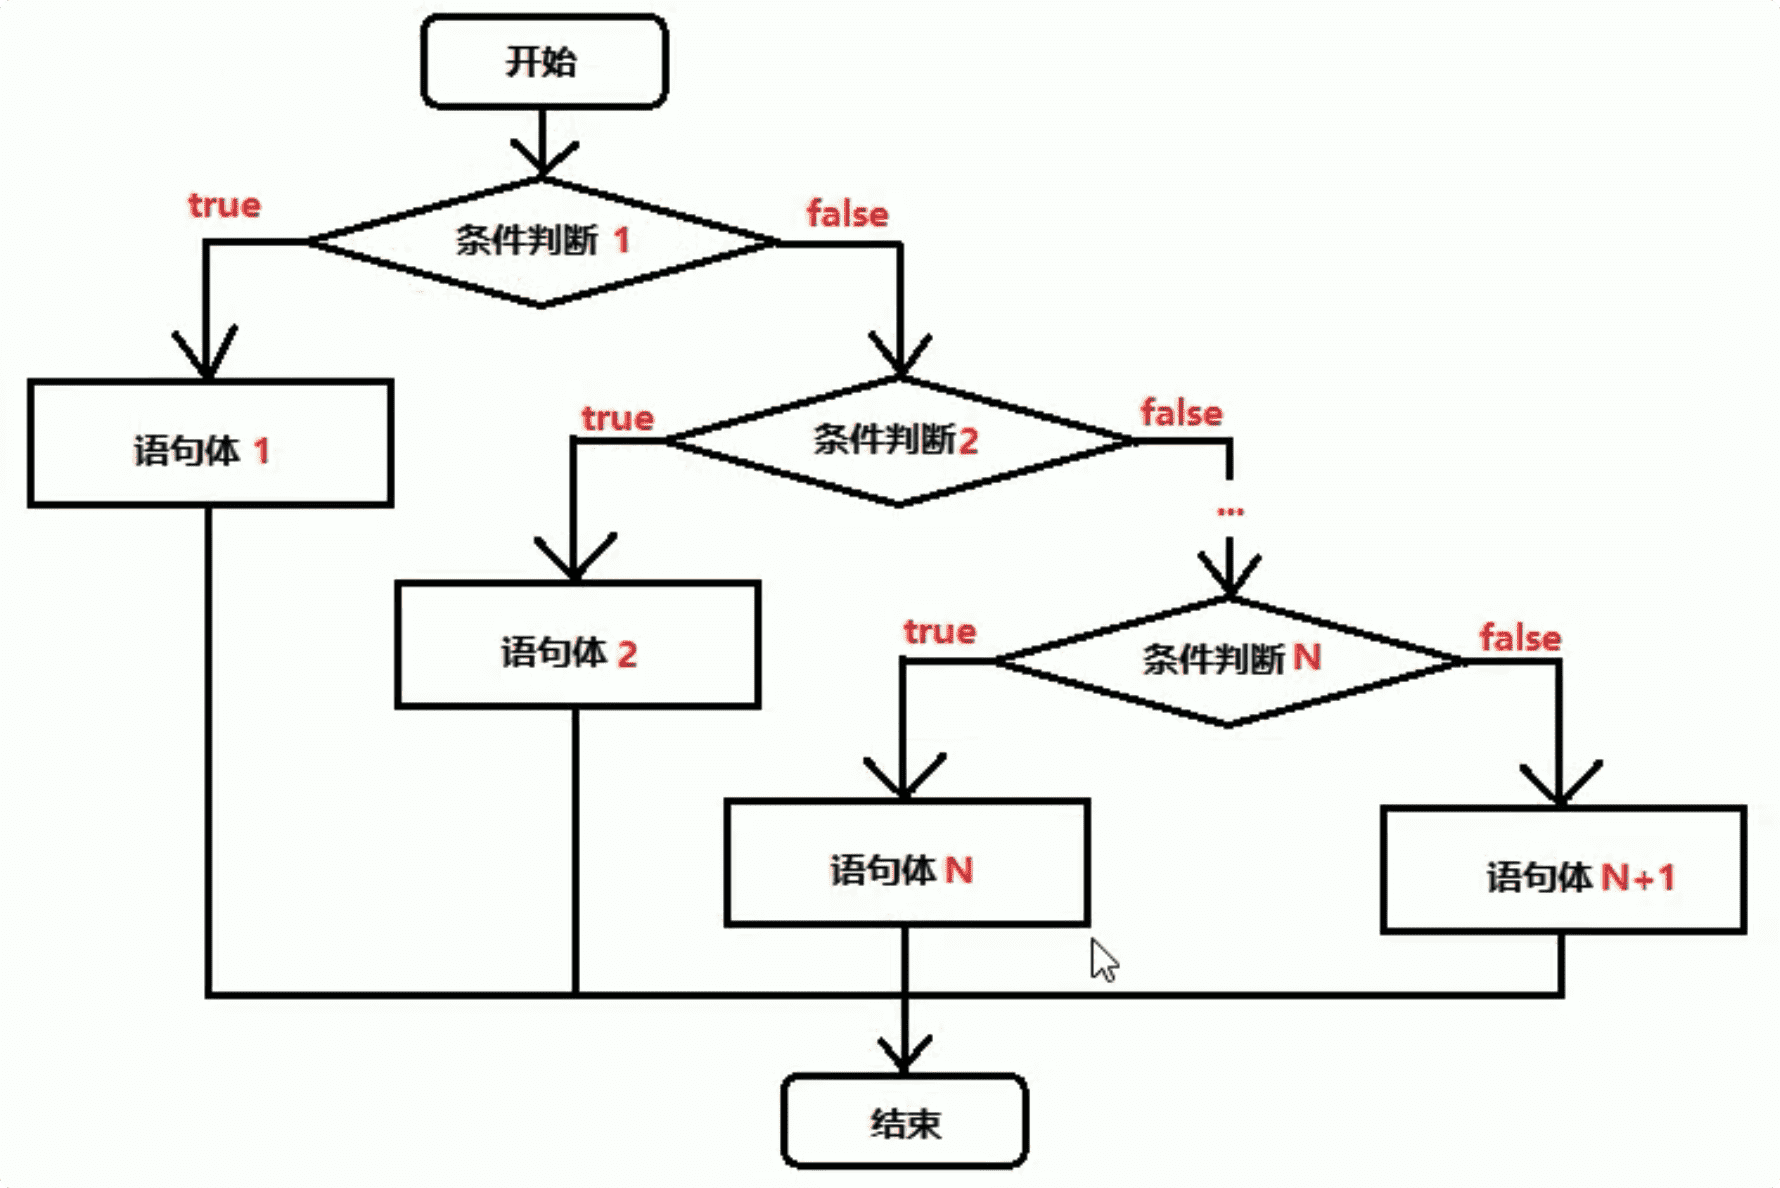 开始
true
false
条件判断 1
true
false
条件判断2
语句体 1
...
true
false
条件判断 N
语句体 2
语句体 N
语句体 N+1
结束